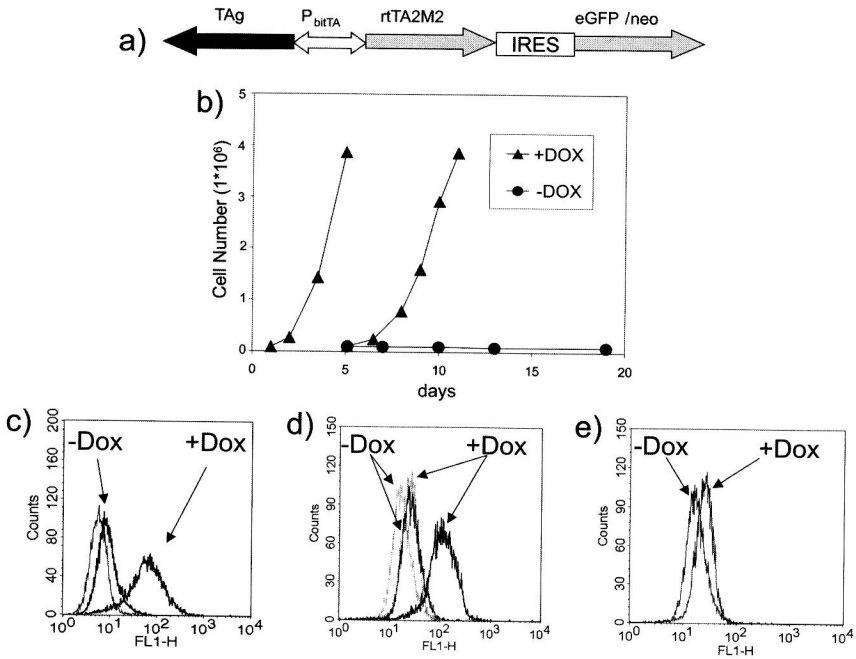 a)
TAg PbitTA rtTA2M2 eGFP /neo
IRES
b)
5
4
3
2
1
0
Cell Number (1*10⁶)
+DOX
-DOX
0 5 10 15 20
days
c)
-Dox +Dox
200
160
120
80
40
0
Counts
10⁰ 10¹ 10² 10³ 10⁴
FL1-H
d)
-Dox +Dox
150
120
90
60
30
0
Counts
10⁰ 10¹ 10² 10³ 10⁴
FL1-H
e)
-Dox +Dox
150
120
90
60
30
0
Counts
10⁰ 10¹ 10² 10³ 10⁴
FL1-H